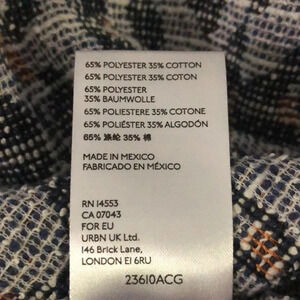 65% POLYESTER 35% COTTON
65% POLYESTER 35% COTON
65% POLYESTER
35% BAUMWOLLE
65% POLIESTERE 35% COTONE
65% POLIÉSTER 35% ALGODÓN
65% 涤纶 35% 棉
MADE IN MEXICO
FABRICADO EN MÉXICO
RN 14553
CA 07043
FOR EU
URBN UK Ltd.
146 Brick Lane,
LONDON E1 6RU
23610ACG